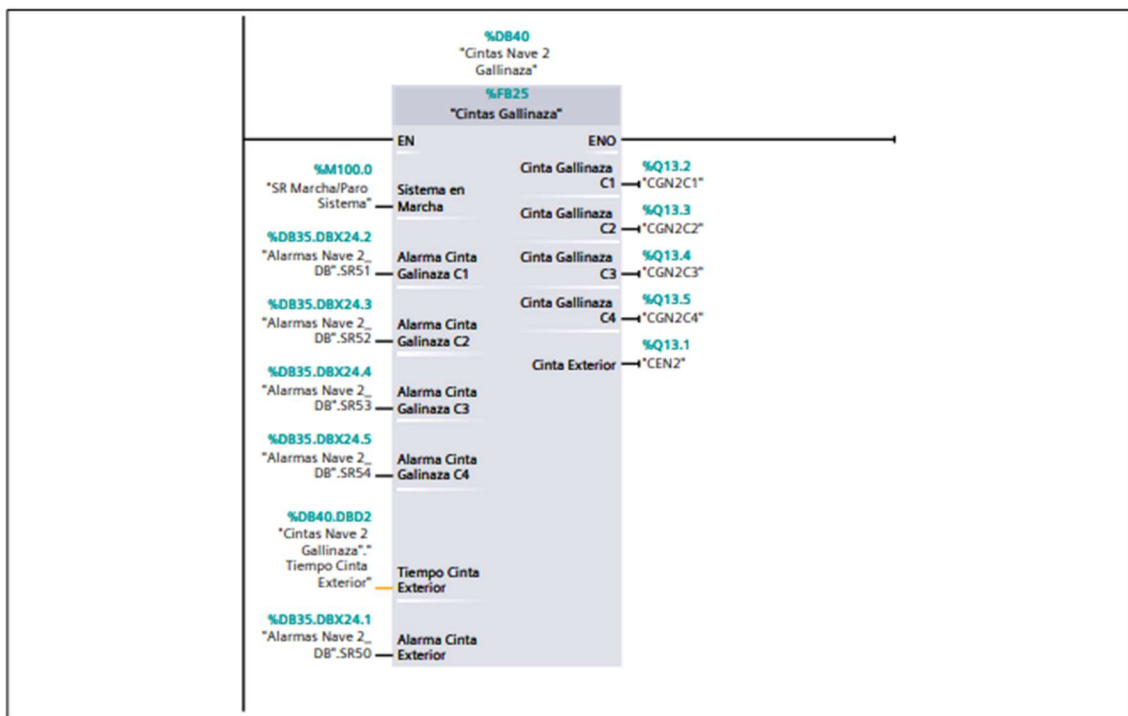 %DB40
"Cintas Nave 2
Gallinaza"
%FB25
"Cintas Gallinaza"
EN
ENO
%M100.0
"SR Marcha/Paro
Sistema"
Sistema en
Marcha
%DB35.DBX24.2
"Alarmas Nave 2_
DB".SR51
Alarma Cinta
Galinaza C1
%DB35.DBX24.3
"Alarmas Nave 2_
DB".SR52
Alarma Cinta
Galinaza C2
%DB35.DBX24.4
"Alarmas Nave 2_
DB".SR53
Alarma Cinta
Galinaza C3
%DB35.DBX24.5
"Alarmas Nave 2_
DB".SR54
Alarma Cinta
Galinaza C4
%DB40.DBD2
"Cintas Nave 2
Gallinaza"."
Tiempo Cinta
Exterior"
Tiempo Cinta
Exterior
%DB35.DBX24.1
"Alarmas Nave 2_
DB".SR50
Alarma Cinta
Exterior
Cinta Gallinaza
C1
%Q13.2
"CGN2C1"
Cinta Gallinaza
C2
%Q13.3
"CGN2C2"
Cinta Gallinaza
C3
%Q13.4
"CGN2C3"
Cinta Gallinaza
C4
%Q13.5
"CGN2C4"
Cinta Exterior
%Q13.1
"CEN2"